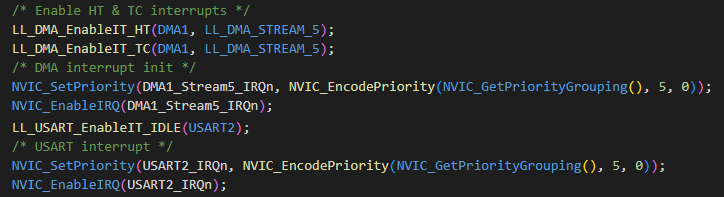 /* Enable HT & TC interrupts */
LL_DMA_EnableIT_HT(DMA1, LL_DMA_STREAM_5);
LL_DMA_EnableIT_TC(DMA1, LL_DMA_STREAM_5);
/* DMA interrupt init */
NVIC_SetPriority(DMA1_Stream5_IRQn, NVIC_EncodePriority(NVIC_GetPriorityGrouping(), 5, 0));
NVIC_EnableIRQ(DMA1_Stream5_IRQn);
LL_USART_EnableIT_IDLE(USART2);
/* USART interrupt */
NVIC_SetPriority(USART2_IRQn, NVIC_EncodePriority(NVIC_GetPriorityGrouping(), 5, 0));
NVIC_EnableIRQ(USART2_IRQn);